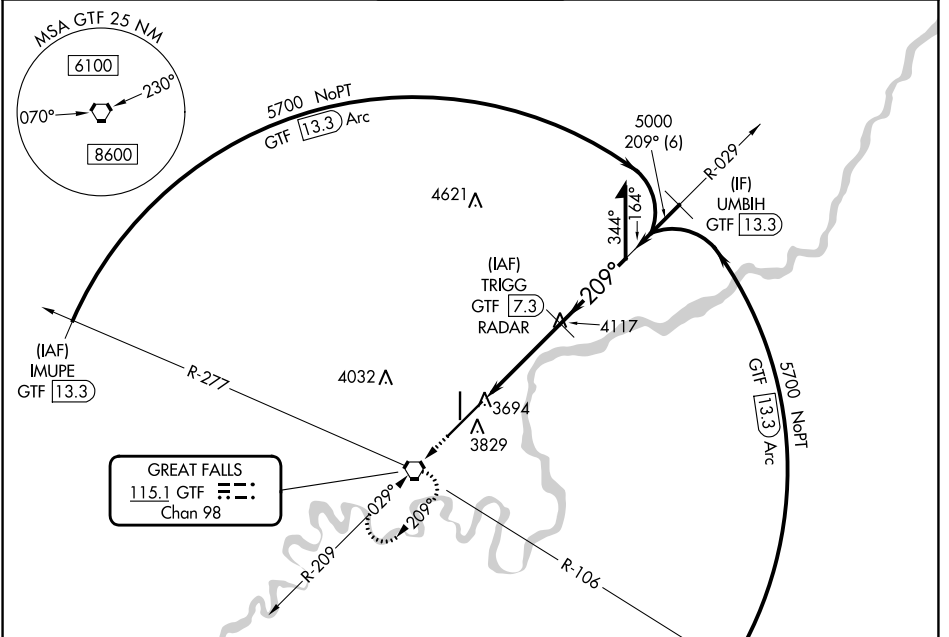 MSA GTF 25 NM
6100
070°
230°
8600
5700 NoPT
GTF 13.3 Arc
5000
209° (6)
R-029
(IF)
UMBIH
GTF 13.3
4621
344°
164°
209°
(IAF)
TRIGG
GTF 7.3
RADAR
4117
(IAF)
IMUPE
GTF 13.3
R-277
4032
3694
3829
5700 NoPT
GTF 13.3 Arc
GREAT FALLS
115.1 GTF
Chan 98
029°
209°
R-209
R-106